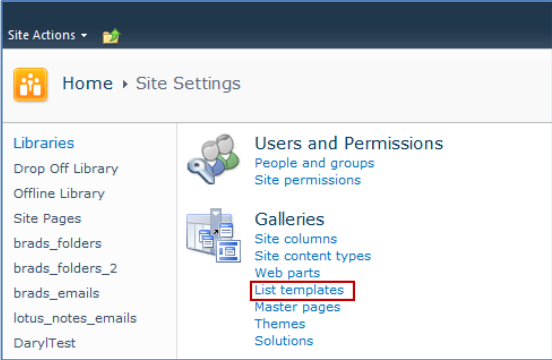 Site Actions
Home Site Settings
Libraries
Drop Off Library
Offline Library
Site Pages
brads_folders
brads_folders_2
brads_emails
lotus_notes_emails
DarylTest
Users and Permissions
People and groups
Site permissions
Galleries
Site columns
Site content types
Web parts
List templates
Master pages
Themes
Solutions